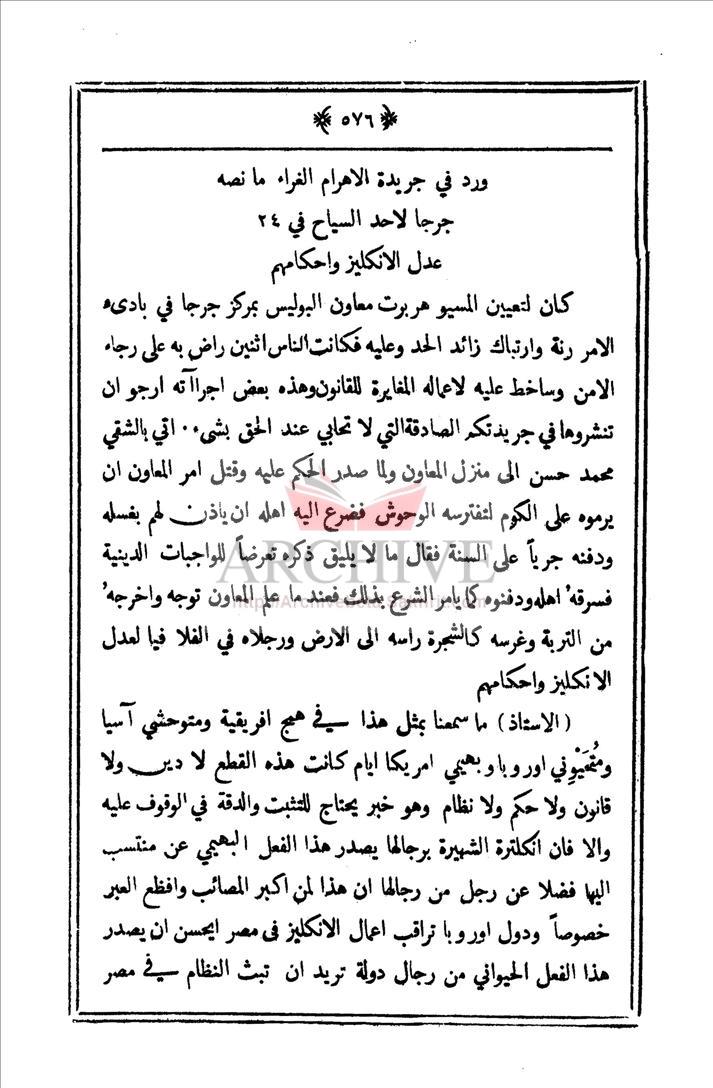 ﴿ ٥٧٦ ﴾
ورد في جريدة الاهرام الغراء ما نصه
جرجا لاحد السياح في ٢٤
عدل الانكليز واحكامهم
كان لتعيين المسيو هربرت معاون البوليس بمركز جرجا في بادىء
الامر رنة وارتباك زائد الحد وعليه فكانت الناس اثنين راض به على رجاء
الامن وساخط عليه لاعماله المغايرة للقانون وهذه بعض اجراآته ارجو ان
تنشروها في جريدتكم الصادقة التي لا تحابي عند الحق بشيء ٠ اتي بالشقي
محمد حسن الى منزل المعاون ولما صدر الحكم عليه وقتل امر المعاون ان
يرموه على الكوم لتفترسه الوحوش فضرع اليه اهله ان ياذن لهم بغسله
ودفنه جرياً على السنة فقال ما لا يليق ذكره تعرضاً للواجبات الدينية
فسرقهُ اهله ودفنوه كما يامر الشرع بذلك فعند ما علم المعاون توجه واخرجهُ
من التربة وغرسه كالشجرة راسه الى الارض ورجلاه في الفلا فيا لعدل
الانكليز واحكامهم
( الاستاذ ) ما سمعنا بمثل هذا في همج افريقية ومتوحشي آسيا
ومُتَحَيْوِني اوروبا وبهيمي امريكا ايام كانت هذه القطع لا دين ولا
قانون ولا حكم ولا نظام وهو خبر يحتاج للتثبت والدقة في الوقوف عليه
والا فان انكلترة الشهيرة برجالها يصدر هذا الفعل البهيمي عن منتسب
اليها فضلا عن رجل من رجالها ان هذا لمن اكبر المصائب وافظع العبر
خصوصاً ودول اوروبا تراقب اعمال الانكليز في مصر ايحسن ان يصدر
هذا الفعل الحيواني من رجال دولة تريد ان تبث النظام في مصر
ARCHIVE